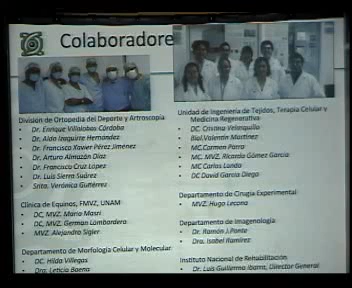 Colaboradore
División de Ortopedia del Deporte y Artroscopia
• Dr. Enrique Villalobos Córdoba
• Dr. Aldo Izaguirre Hernández
• Dr. Francisco Xavier Pérez Jiménez
• Dr. Arturo Almazán Díaz
• Dr. Francisco Cruz López
• Dr. Luis Sierra Suárez
• Srita. Verónica Gutiérrez
Clínica de Equinos, FMVZ, UNAM
• DC, MVZ. Mario Masri
• DC, MVZ. German Lombardero
• MVZ. Alejandro Sigler
Departamento de Morfología Celular y Molecular
• DC. Hilda Villegas
• Dra. Leticia Baena
Unidad de Ingeniería de Tejidos, Terapia Celular y
Medicina Regenerativa
• DC. Cristina Velasquillo
• Biol. Valentín Martínez
• MC. Carmen Parra
• MC. MVZ. Ricardo Gómez García
• MC. Carlos Landa
• DC David García Diego
Departamento de Cirugía Experimental
• MVZ. Hugo Lecona
Departamento de Imagenología
• Dr. Ramón J. Ponte
• Dra. Isabel Ramírez
Instituto Nacional de Rehabilitación
• Dr. Luis Guillermo Ibarra, Director General